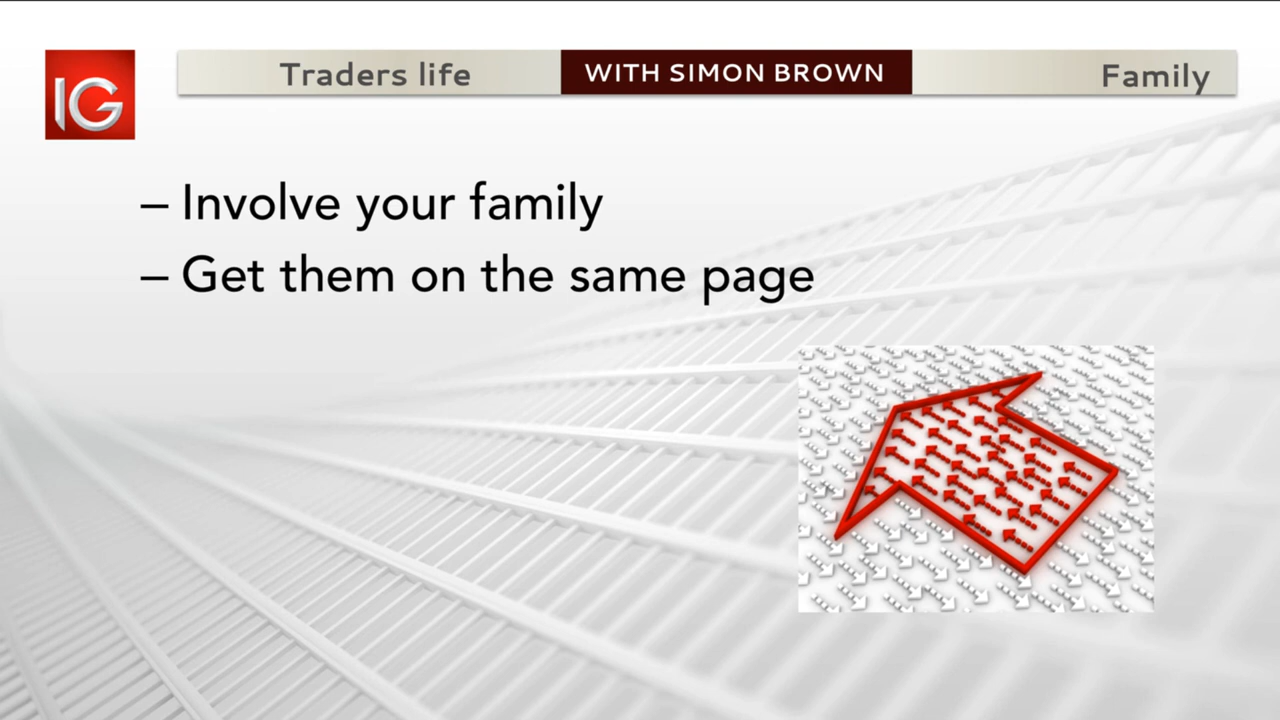 IG
Traders life
WITH SIMON BROWN
Family
– Involve your family
– Get them on the same page